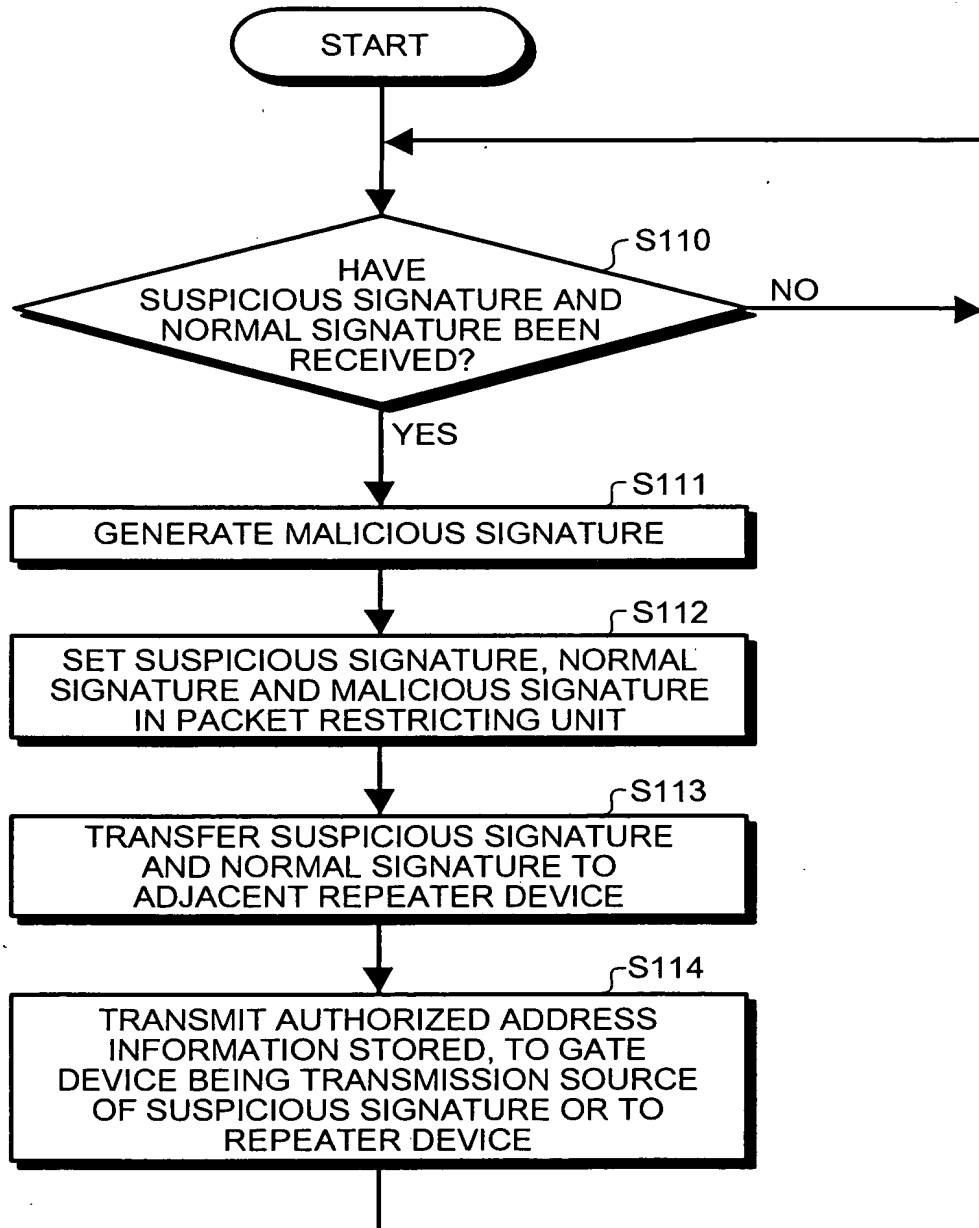 START
S110
HAVE
SUSPICIOUS SIGNATURE AND
NORMAL SIGNATURE BEEN
RECEIVED?
NO
YES
S111
GENERATE MALICIOUS SIGNATURE
S112
SET SUSPICIOUS SIGNATURE, NORMAL
SIGNATURE AND MALICIOUS SIGNATURE
IN PACKET RESTRICTING UNIT
S113
TRANSFER SUSPICIOUS SIGNATURE
AND NORMAL SIGNATURE TO
ADJACENT REPEATER DEVICE
S114
TRANSMIT AUTHORIZED ADDRESS
INFORMATION STORED, TO GATE
DEVICE BEING TRANSMISSION SOURCE
OF SUSPICIOUS SIGNATURE OR TO
REPEATER DEVICE